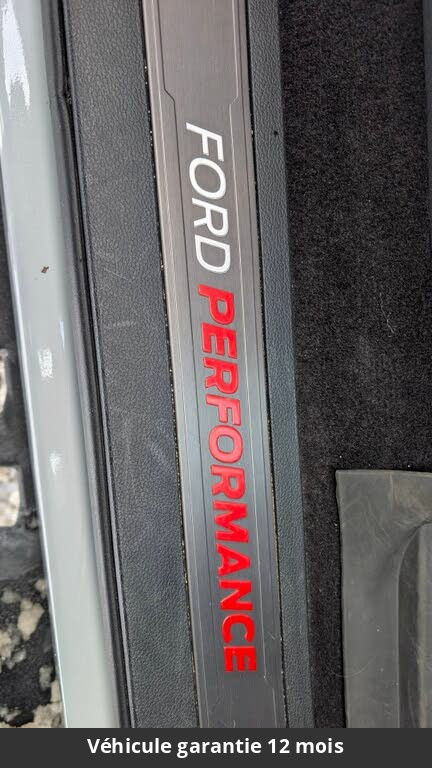 FORD PERFORMANCE
Véhicule garantie 12 mois